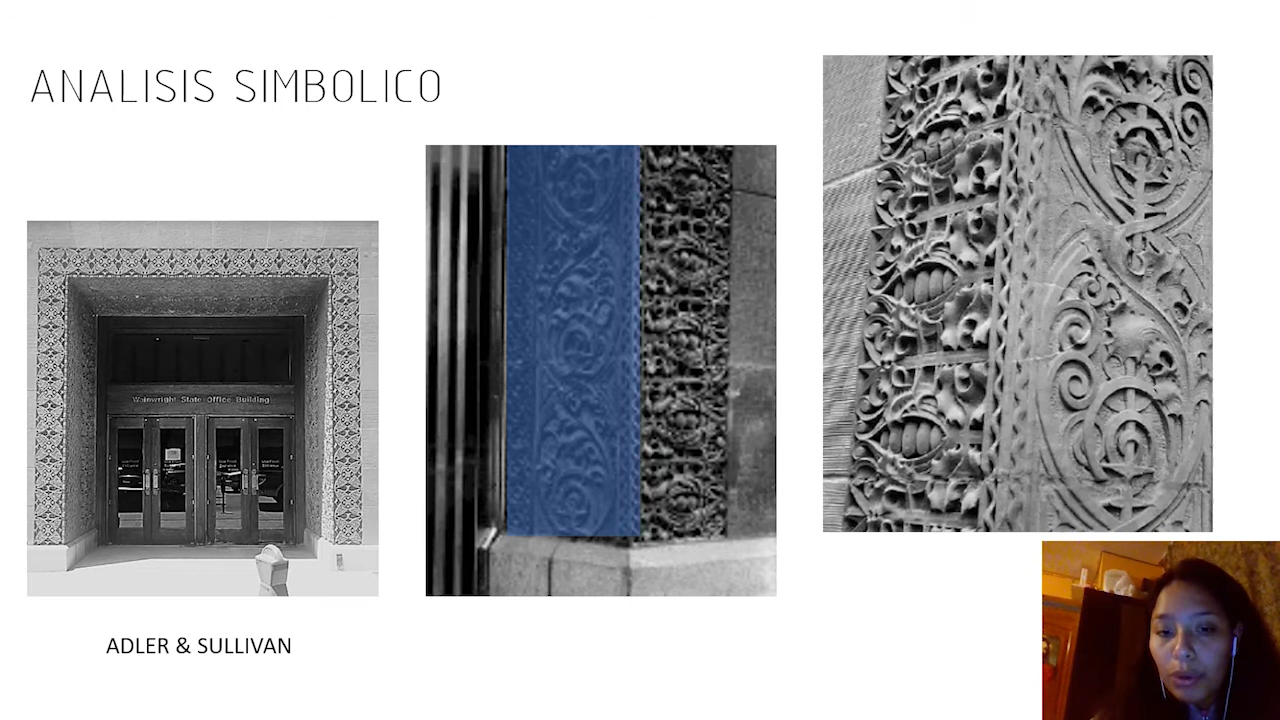 ANALISIS SIMBOLICO
Wainwright State Office Building
ADLER & SULLIVAN